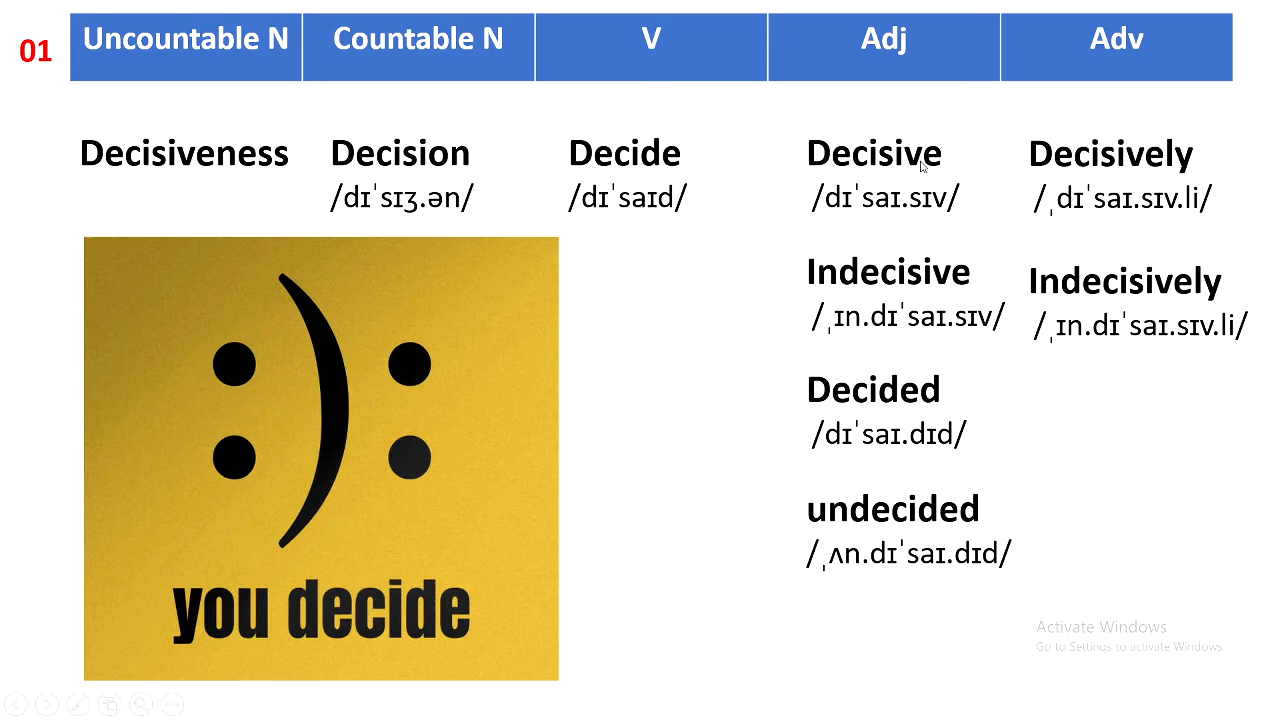 01
Uncountable N
Countable N
V
Adj
Adv
Decisiveness
Decision
/dɪˈsɪʒ.ən/
Decide
/dɪˈsaɪd/
Decisive
/dɪˈsaɪ.sɪv/
Decisively
/ˌdɪˈsaɪ.sɪv.li/
Indecisive
/ˌɪn.dɪˈsaɪ.sɪv/
Indecisively
/ˌɪn.dɪˈsaɪ.sɪv.li/
Decided
/dɪˈsaɪ.dɪd/
undecided
/ˌʌn.dɪˈsaɪ.dɪd/
:):
you decide
Activate Windows
Go to Settings to activate Windows.